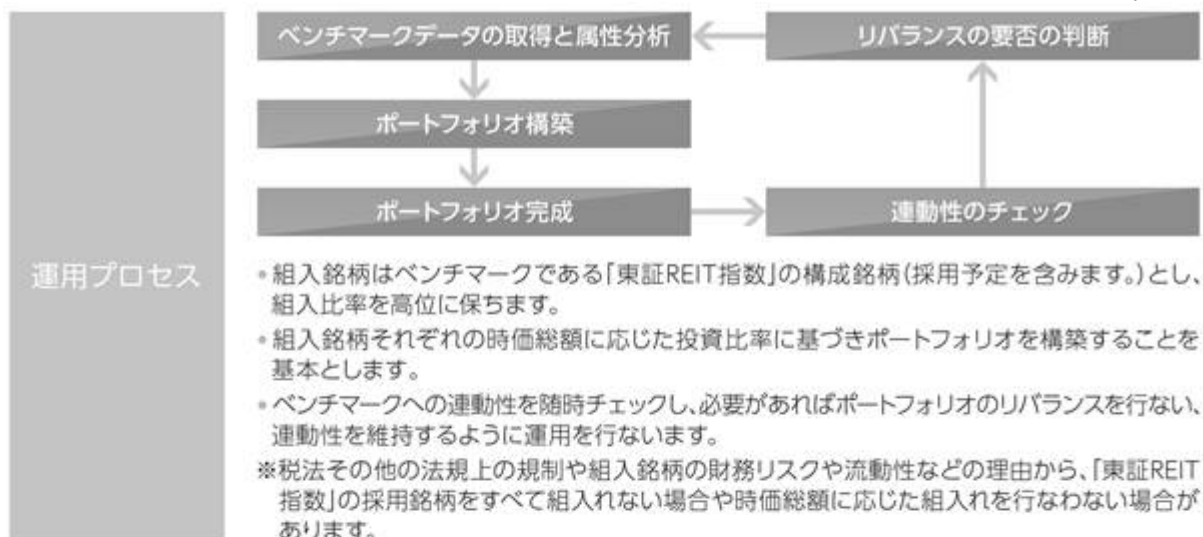 ベンチマークデータの取得と属性分析
リバランスの要否の判断
ポートフォリオ構築
ポートフォリオ完成
連動性のチェック
運用プロセス
•組入銘柄はベンチマークである「東証REIT指数」の構成銘柄(採用予定を含みます。)とし、
組入比率を高位に保ちます。
•組入銘柄それぞれの時価総額に応じた投資比率に基づきポートフォリオを構築することを
基本とします。
•ベンチマークへの連動性を随時チェックし、必要があればポートフォリオのリバランスを行ない、
連動性を維持するように運用を行ないます。
※税法その他の法規上の規制や組入銘柄の財務リスクや流動性などの理由から、「東証REIT
指数」の採用銘柄をすべて組入れない場合や時価総額に応じた組入れを行なわない場合が
あります。